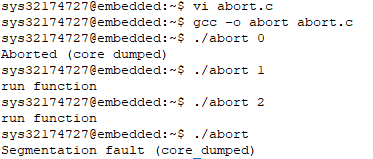 sys32174727@embedded:~$ vi abort.c
sys32174727@embedded:~$ gcc -o abort abort.c
sys32174727@embedded:~$ ./abort 0
Aborted (core dumped)
sys32174727@embedded:~$ ./abort 1
run function
sys32174727@embedded:~$ ./abort 2
run function
sys32174727@embedded:~$ ./abort
Segmentation fault (core dumped)